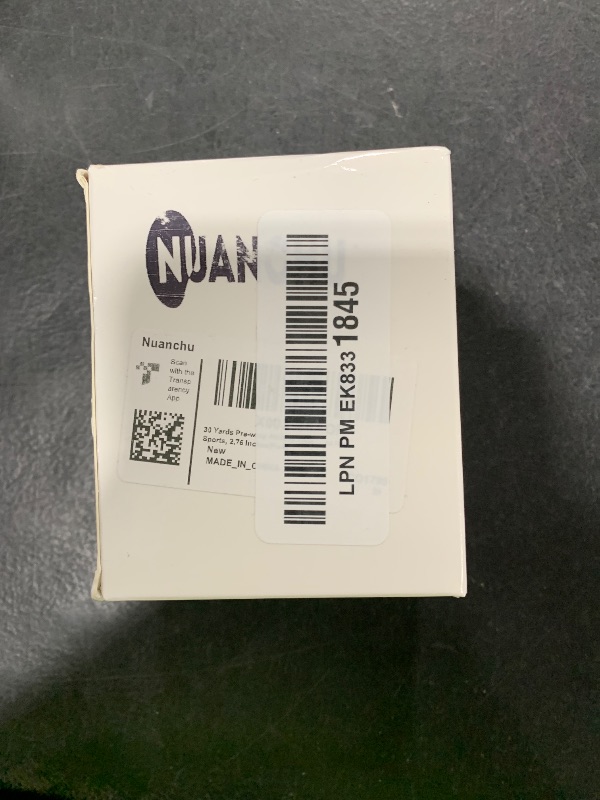 NUAN
Nuanchu
Scan
with the
Transp
arency
App
30 Yards Pre-w
Sports, 2.75 Inc
New
MADE_IN_C
LPN PM EK833 1845